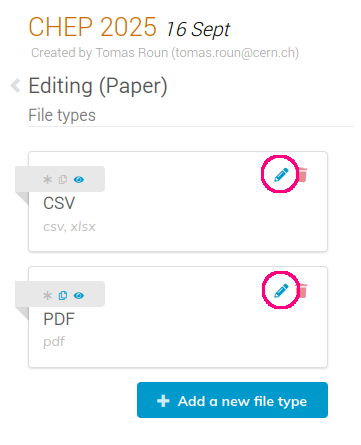 CHEP 2025 16 Sept
Created by Tomas Roun (tomas.roun@cern.ch)
Editing (Paper)
File types
CSV
csv, xlsx
PDF
pdf
Add a new file type